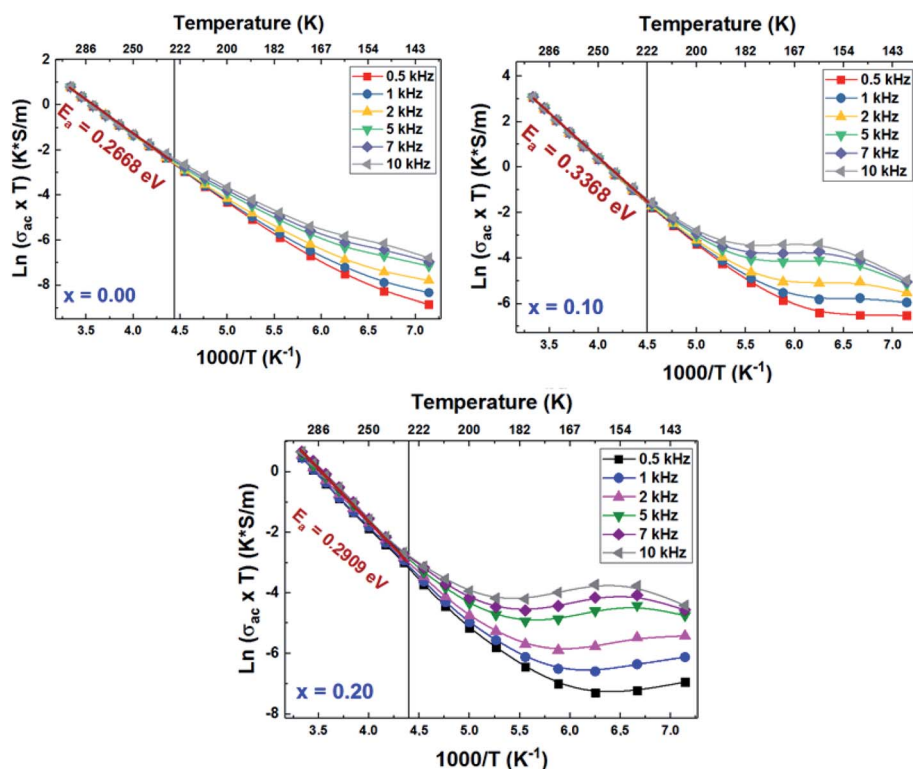 Temperature (K)
286 250 222 200 182 167 154 143
2
0
-2
-4
-6
-8
Ln (σac x T) (K*S/m)
0.5 kHz
1 kHz
2 kHz
5 kHz
7 kHz
10 kHz
Ea = 0.2668 eV
x = 0.00
3.5 4.0 4.5 5.0 5.5 6.0 6.5 7.0
1000/T (K-1)
Temperature (K)
286 250 222 200 182 167 154 143
4
2
0
-2
-4
-6
Ln (σac x T) (K*S/m)
0.5 kHz
1 kHz
2 kHz
5 kHz
7 kHz
10 kHz
Ea = 0.3368 eV
x = 0.10
3.5 4.0 4.5 5.0 5.5 6.0 6.5 7.0
1000/T (K-1)
Temperature (K)
286 250 222 200 182 167 154 143
0
-2
-4
-6
-8
Ln (σac x T) (K*S/m)
0.5 kHz
1 kHz
2 kHz
5 kHz
7 kHz
10 kHz
Ea = 0.2909 eV
x = 0.20
3.5 4.0 4.5 5.0 5.5 6.0 6.5 7.0
1000/T (K-1)